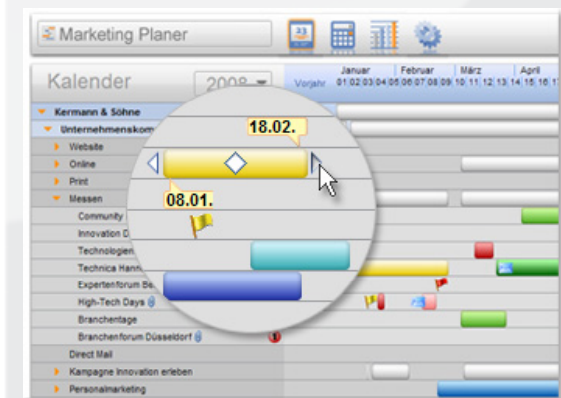 Marketing Planer
31
Kalender 2008
Vorjahr
Januar Februar März April
01 02 03 04 05 06 07 08 09 10 11 12 13 14 15 16
Kermann & Söhne
Unternehmenskom
18.02.
Website
Online
Print
08.01.
Messen
Community
Innovation D
Technologien
Technica Hann
Expertenforum Be
High-Tech Days
Branchentage
Branchenforum Düsseldorf
Direct Mail
Kampagne Innovation erleben
Personalmarketing